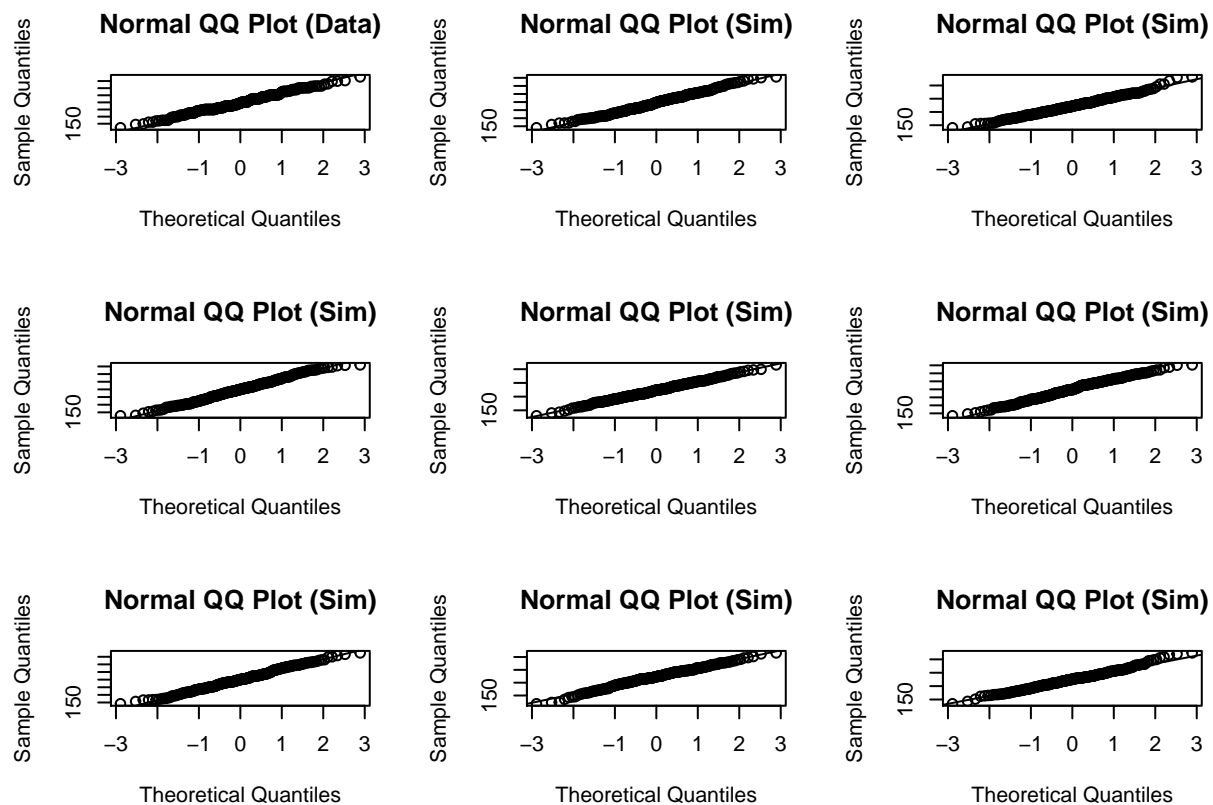 Normal QQ Plot (Data)
Sample Quantiles
150
−3 −1 0 1 2 3
Theoretical Quantiles
Normal QQ Plot (Sim)
Sample Quantiles
150
−3 −1 0 1 2 3
Theoretical Quantiles
Normal QQ Plot (Sim)
Sample Quantiles
150
−3 −1 0 1 2 3
Theoretical Quantiles
Normal QQ Plot (Sim)
Sample Quantiles
150
−3 −1 0 1 2 3
Theoretical Quantiles
Normal QQ Plot (Sim)
Sample Quantiles
150
−3 −1 0 1 2 3
Theoretical Quantiles
Normal QQ Plot (Sim)
Sample Quantiles
150
−3 −1 0 1 2 3
Theoretical Quantiles
Normal QQ Plot (Sim)
Sample Quantiles
150
−3 −1 0 1 2 3
Theoretical Quantiles
Normal QQ Plot (Sim)
Sample Quantiles
150
−3 −1 0 1 2 3
Theoretical Quantiles
Normal QQ Plot (Sim)
Sample Quantiles
150
−3 −1 0 1 2 3
Theoretical Quantiles